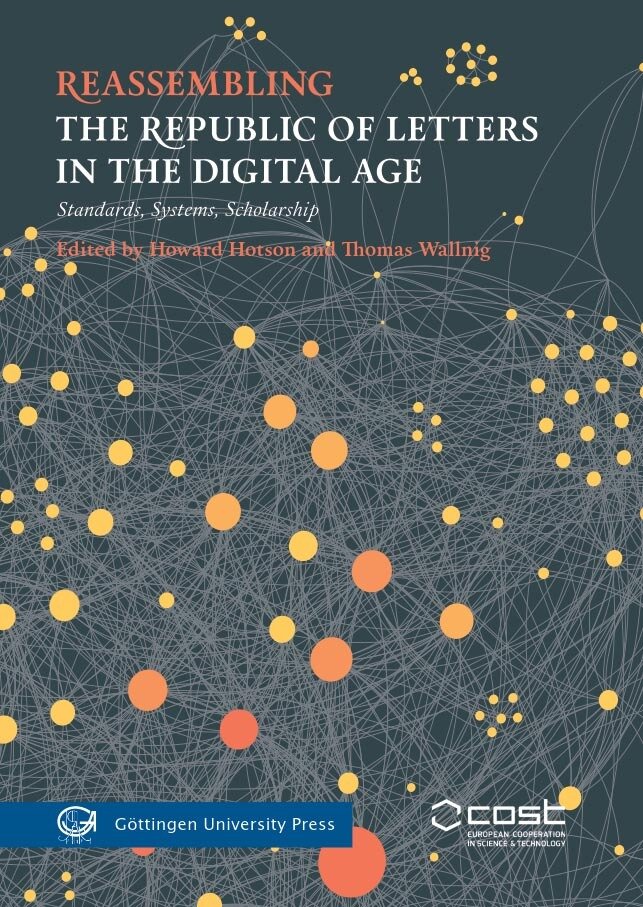 REASSEMBLING
THE REPUBLIC OF LETTERS
IN THE DIGITAL AGE
Standards, Systems, Scholarship
Edited by Howard Hotson and Thomas Wallnig
Göttingen University Press
cost
EUROPEAN COOPERATION
IN SCIENCE & TECHNOLOGY